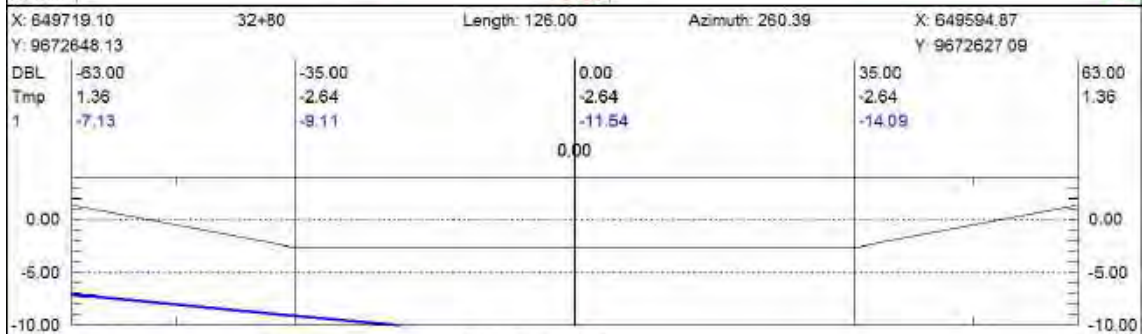 X: 649719.10 32+80 Length: 126.00 Azimuth: 260.39 X: 649594.87
Y: 9672648.13 Y: 9672627.09
DBL -63.00 -35.00 0.00 35.00 63.00
Tmp 1.36 -2.64 -2.64 -2.64 1.36
1 -7.13 -9.11 -11.54 -14.09
0.00
0.00 0.00
-5.00 -5.00
-10.00 -10.00